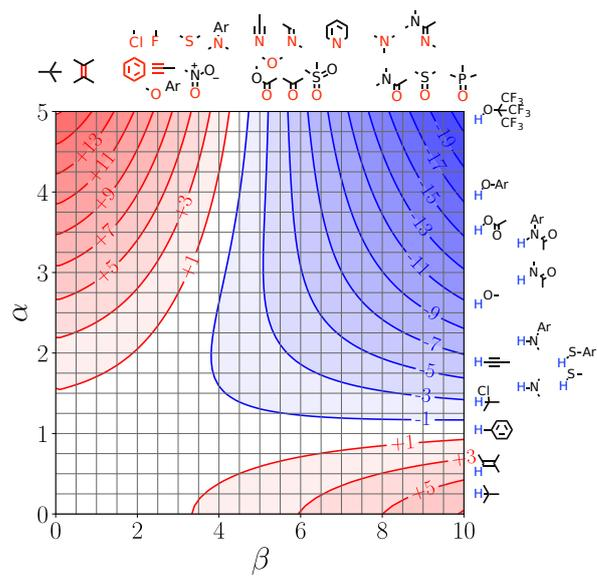 Ar N N
Cl F S N N N N N N
O
N O O S O N S P
O Ar O − O O O O O O
+
CF₃
O CF₃
H CF₃
5 +13 -19
+11 -17
O-Ar
H
4 +9 -15
+3 O
H O
Ar
N O
H
+7 -13
+1
+5 -11
N O
H
3
O
H
α
-9
-7
Ar
H-N
2
H
S-Ar
H
-5
S
H
Cl
-3
H-N
H
-1
1
H
+1
+3
H
+5
H
0
0 2 4 6 8 10
β